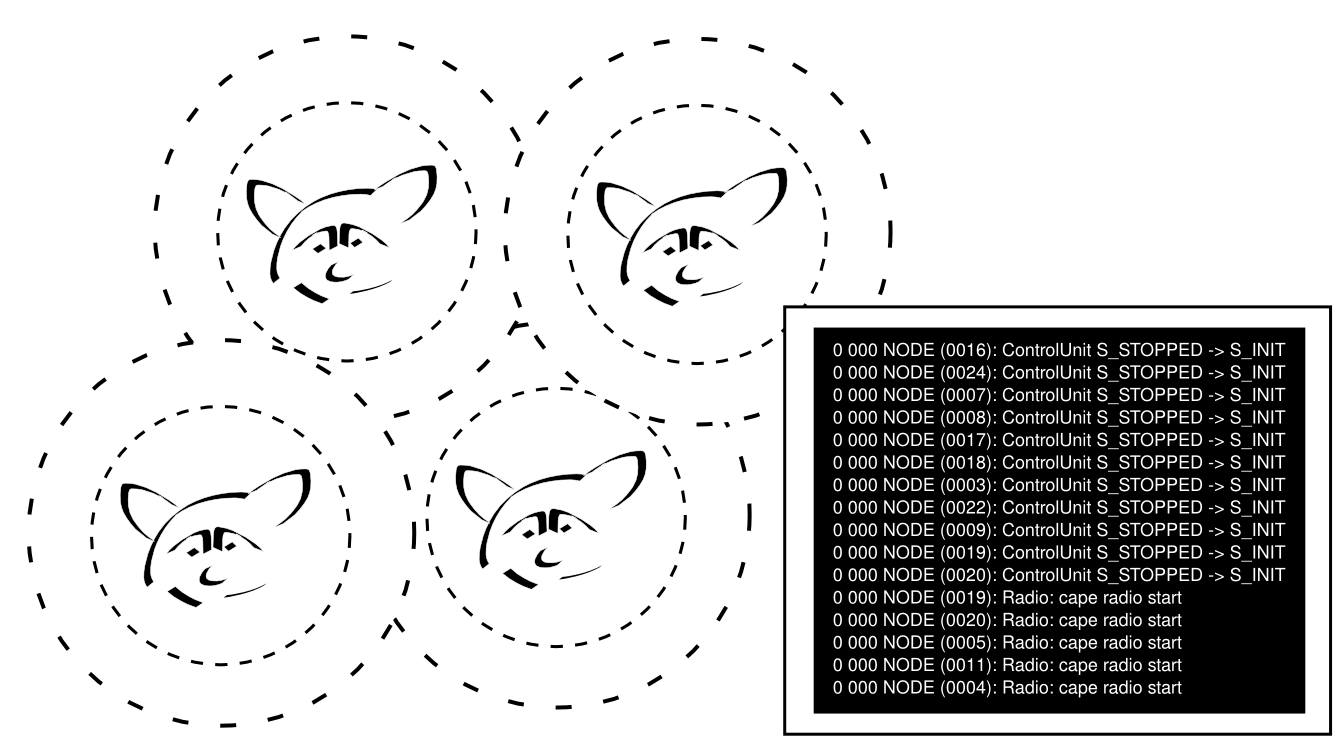 0 000 NODE (0016): ControlUnit S_STOPPED -> S_INIT
0 000 NODE (0024): ControlUnit S_STOPPED -> S_INIT
0 000 NODE (0007): ControlUnit S_STOPPED -> S_INIT
0 000 NODE (0008): ControlUnit S_STOPPED -> S_INIT
0 000 NODE (0017): ControlUnit S_STOPPED -> S_INIT
0 000 NODE (0018): ControlUnit S_STOPPED -> S_INIT
0 000 NODE (0003): ControlUnit S_STOPPED -> S_INIT
0 000 NODE (0022): ControlUnit S_STOPPED -> S_INIT
0 000 NODE (0009): ControlUnit S_STOPPED -> S_INIT
0 000 NODE (0019): ControlUnit S_STOPPED -> S_INIT
0 000 NODE (0020): ControlUnit S_STOPPED -> S_INIT
0 000 NODE (0019): Radio: cape radio start
0 000 NODE (0020): Radio: cape radio start
0 000 NODE (0005): Radio: cape radio start
0 000 NODE (0011): Radio: cape radio start
0 000 NODE (0004): Radio: cape radio start